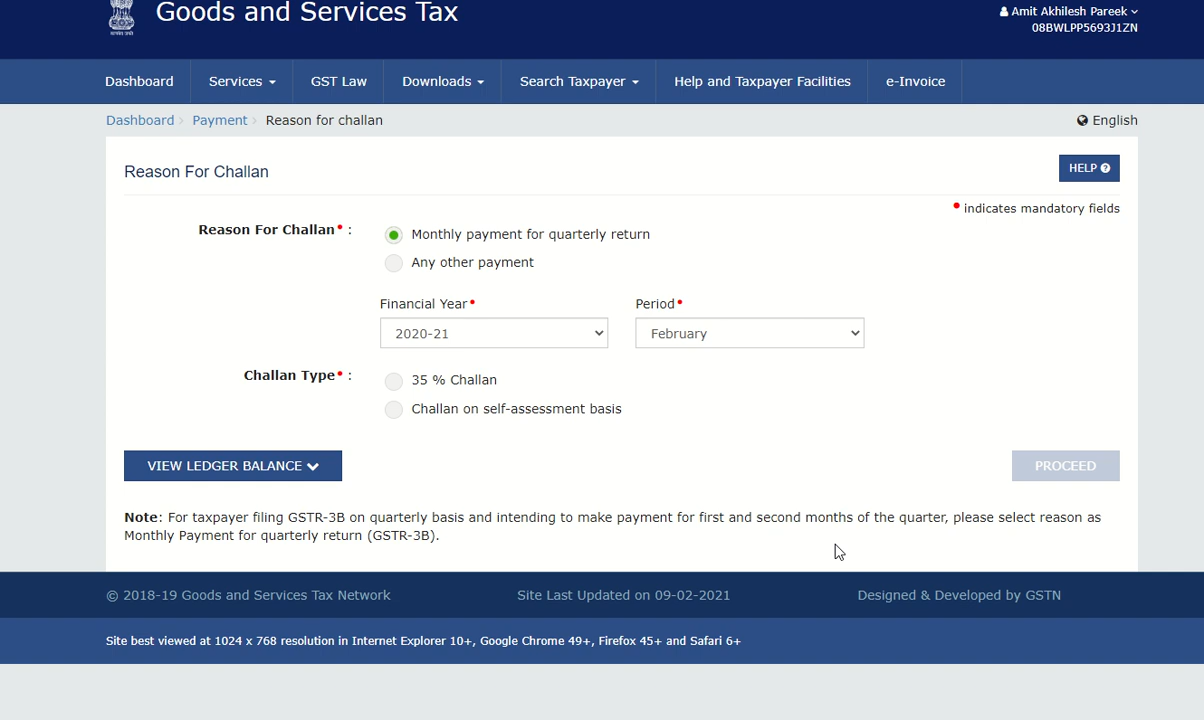 Goods and Services Tax
Amit Akhilesh Pareek
08BWLPP5693J1ZN
Dashboard Services GST Law Downloads Search Taxpayer Help and Taxpayer Facilities e-Invoice
Dashboard Payment Reason for challan English
Reason For Challan HELP
• indicates mandatory fields
Reason For Challan• : Monthly payment for quarterly return
Any other payment
Financial Year• Period•
2020-21 February
Challan Type• : 35 % Challan
Challan on self-assessment basis
VIEW LEDGER BALANCE PROCEED
Note: For taxpayer filing GSTR-3B on quarterly basis and intending to make payment for first and second months of the quarter, please select reason as
Monthly Payment for quarterly return (GSTR-3B).
© 2018-19 Goods and Services Tax Network Site Last Updated on 09-02-2021 Designed & Developed by GSTN
Site best viewed at 1024 x 768 resolution in Internet Explorer 10+, Google Chrome 49+, Firefox 45+ and Safari 6+